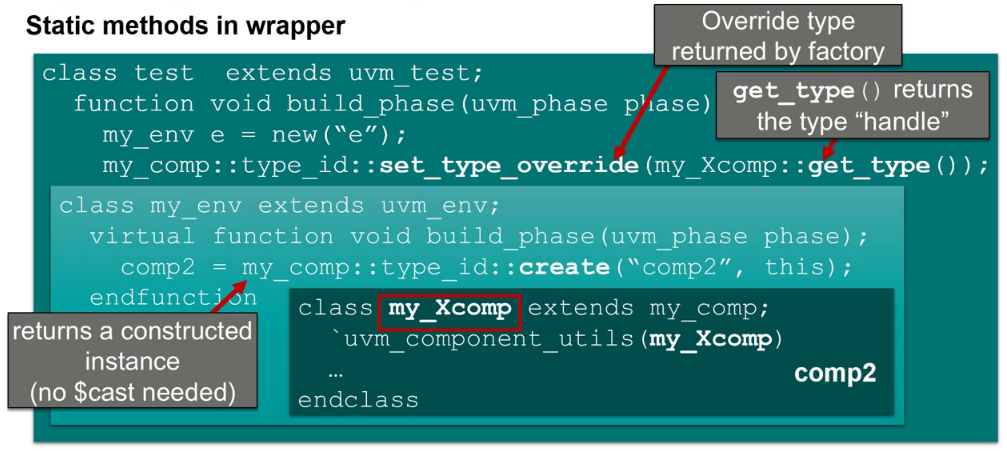 Static methods in wrapper
Override type
returned by factory
class test  extends uvm_test;
function void build_phase(uvm_phase phase)
get_type() returns
the type “handle”
my_env e = new(“e”);
my_comp::type_id::set_type_override(my_Xcomp::get_type());
class my_env extends uvm_env;
virtual function void build_phase(uvm_phase phase);
comp2 = my_comp::type_id::create(“comp2”, this);
endfunction
returns a constructed
instance
(no $cast needed)
class my_Xcomp extends my_comp;
`uvm_component_utils(my_Xcomp)
…
comp2
endclass